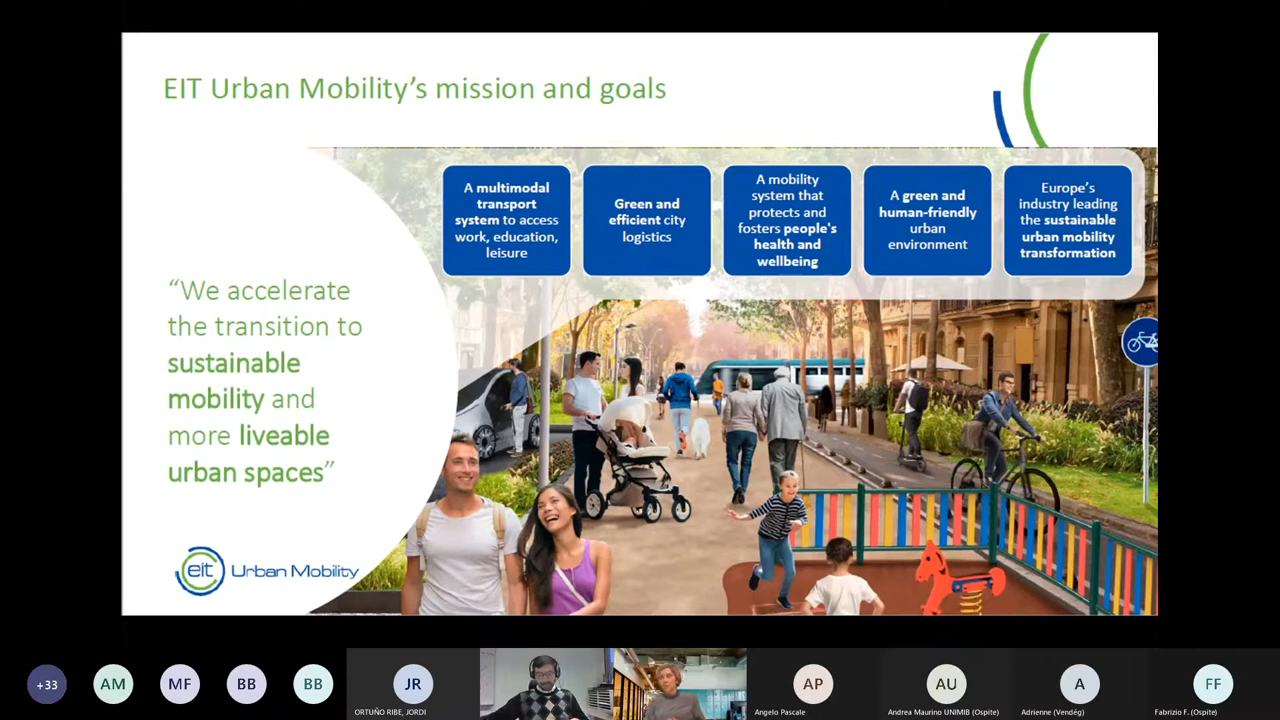 EIT Urban Mobility's mission and goals
A multimodal
transport
system to access
work, education,
leisure
Green and
efficient city
logistics
A mobility
system that
protects and
fosters people's
health and
wellbeing
A green and
human-friendly
urban
environment
Europe's
industry leading
the sustainable
urban mobility
transformation
“We accelerate
the transition to
sustainable
mobility and
more liveable
urban spaces”
eit Urban Mobility
+33
AM
MF
BB
BB
JR
ORTUÑO RIBE, JORDI
AP
Angelo Pascale
AU
Andrea Maurino UNIMIB (Ospite)
A
Adrienne (Vendég)
FF
Fabrizio F. (Ospite)